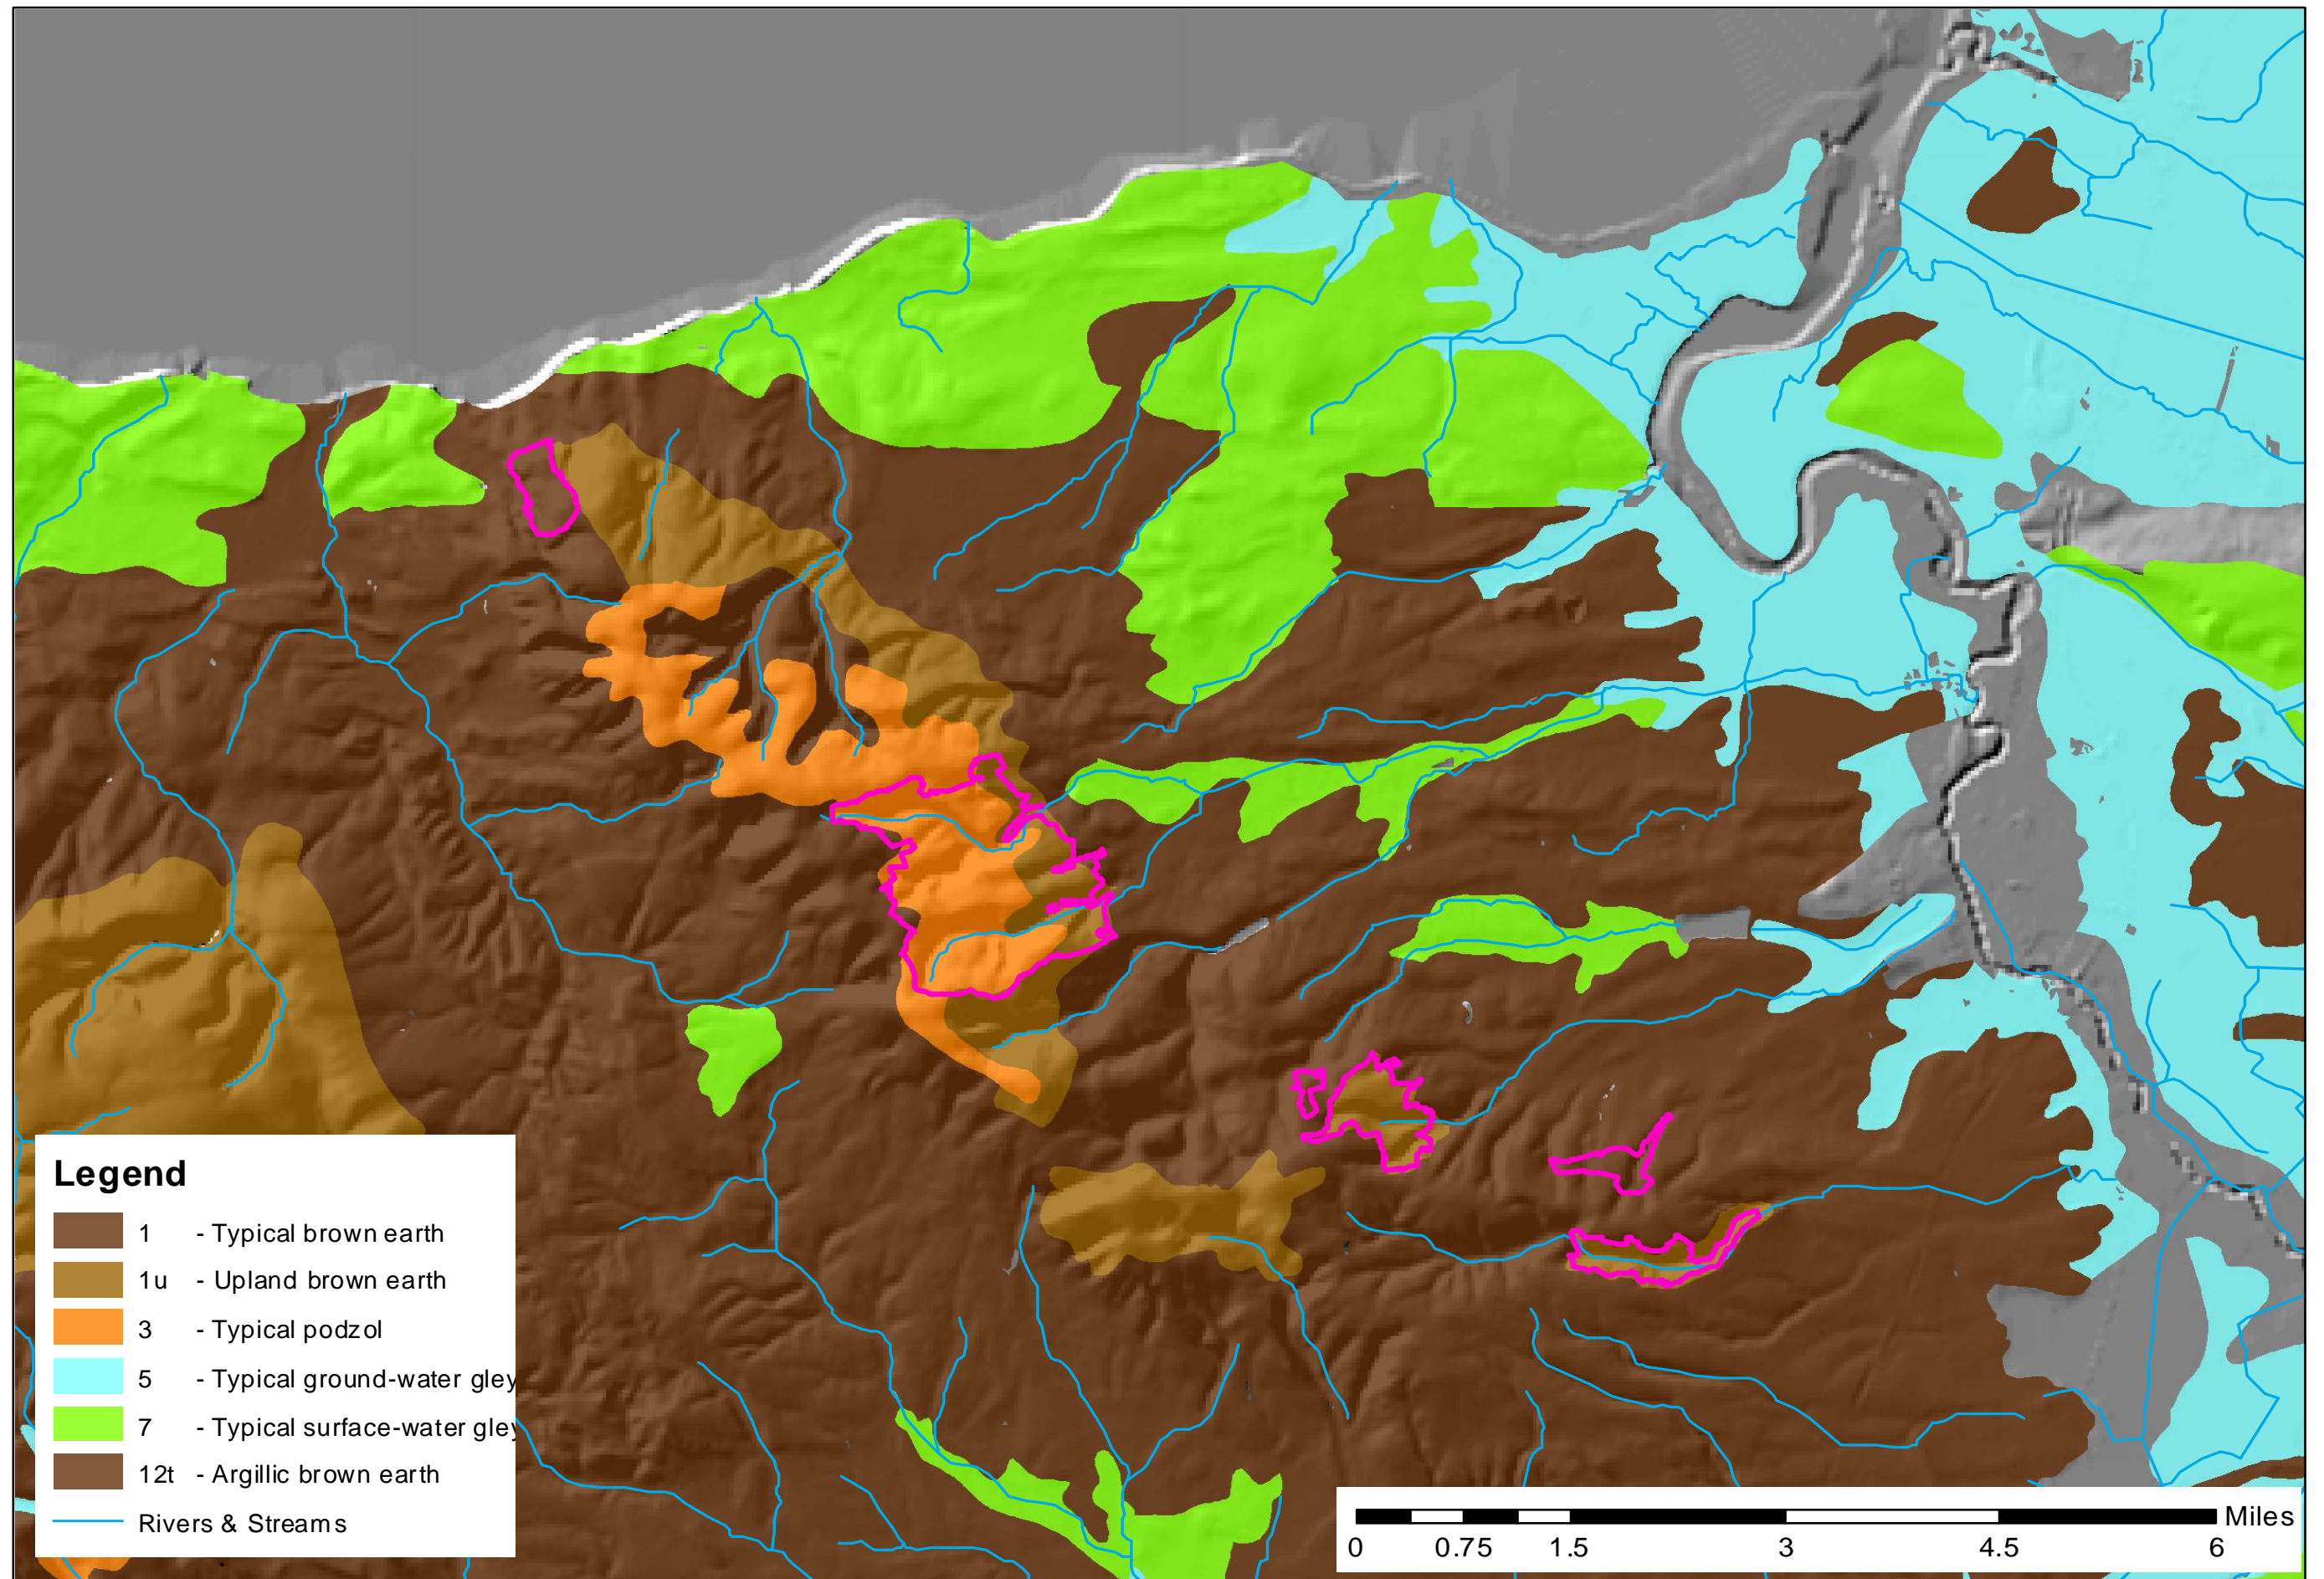 Legend
1 - Typical brown earth
1u - Upland brown earth
3 - Typical podzol
5 - Typical ground-water gley
7 - Typical surface-water gley
12t - Argillic brown earth
Rivers & Streams
Miles
0 0.75 1.5 3 4.5 6